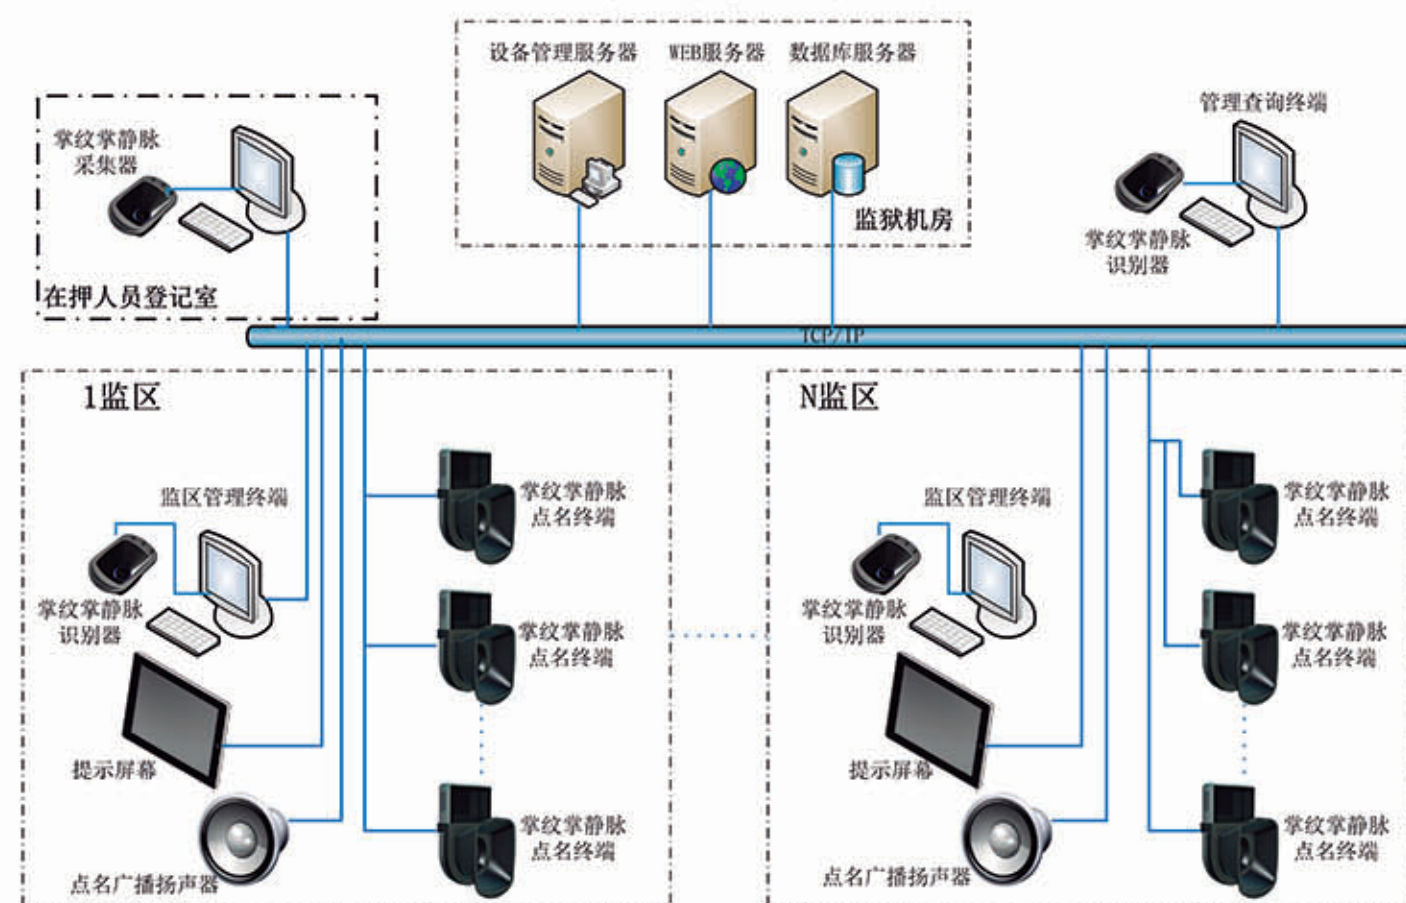 设备管理服务器
WEB服务器
数据库服务器
监狱机房
掌纹掌静脉
采集器
在押人员登记室
管理查询终端
掌纹掌静脉
识别器
TCP/IP
1监区
监区管理终端
掌纹掌静脉
识别器
提示屏幕
点名广播扬声器
掌纹掌静脉
点名终端
掌纹掌静脉
点名终端
掌纹掌静脉
点名终端
N监区
监区管理终端
掌纹掌静脉
识别器
提示屏幕
点名广播扬声器
掌纹掌静脉
点名终端
掌纹掌静脉
点名终端
掌纹掌静脉
点名终端